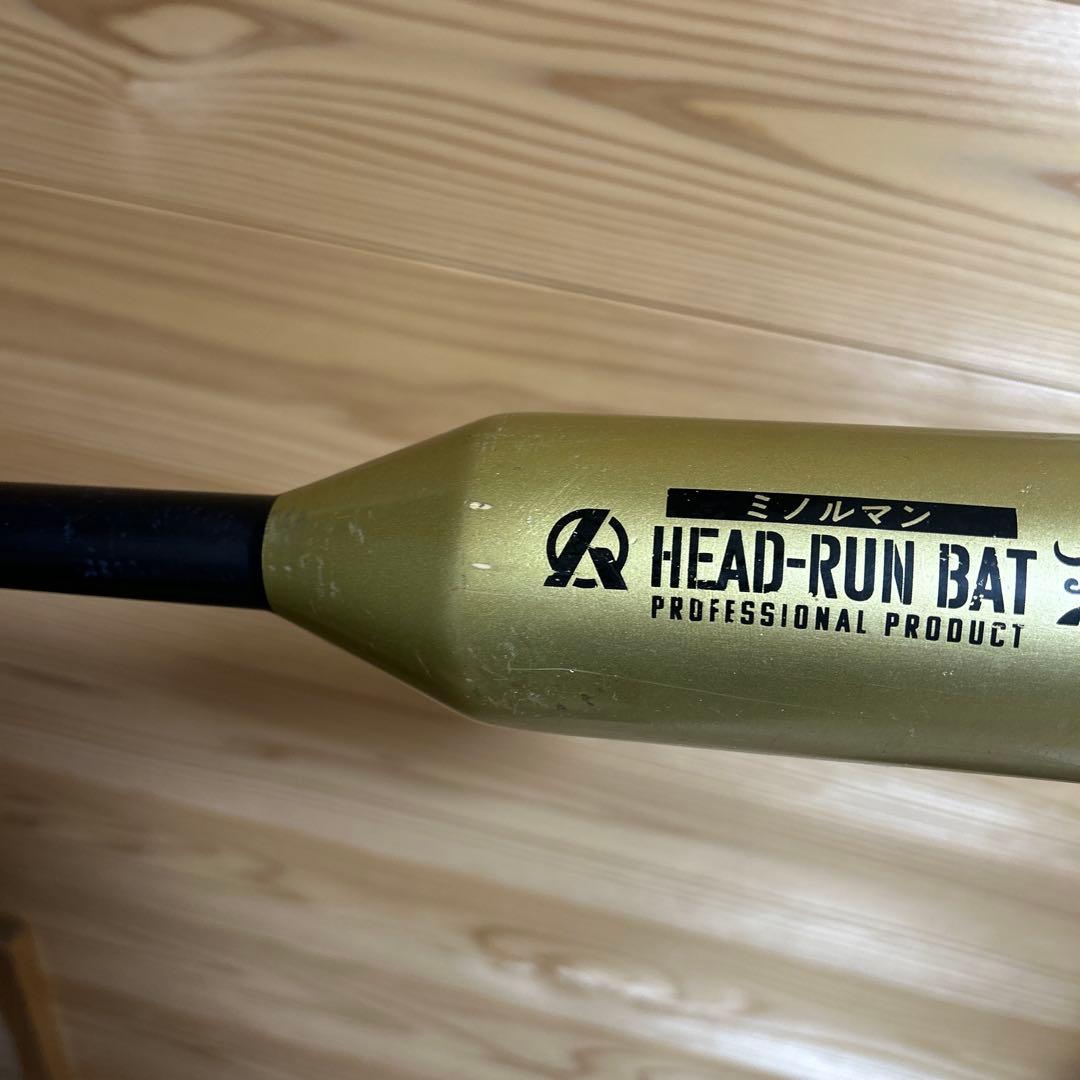 ミノルマン
HEAD-RUN BAT
PROFESSIONAL PRODUCT